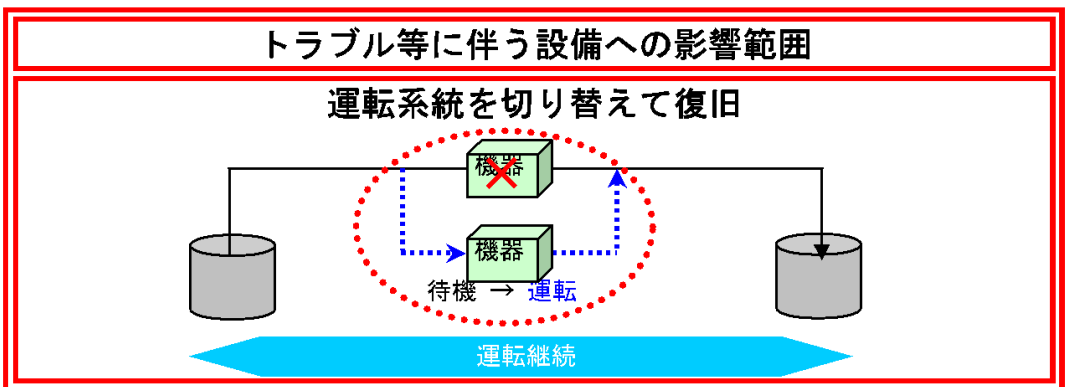 トラブル等に伴う設備への影響範囲
運転系統を切り替えて復旧
機器
機器
待機 → 運転
運転継続